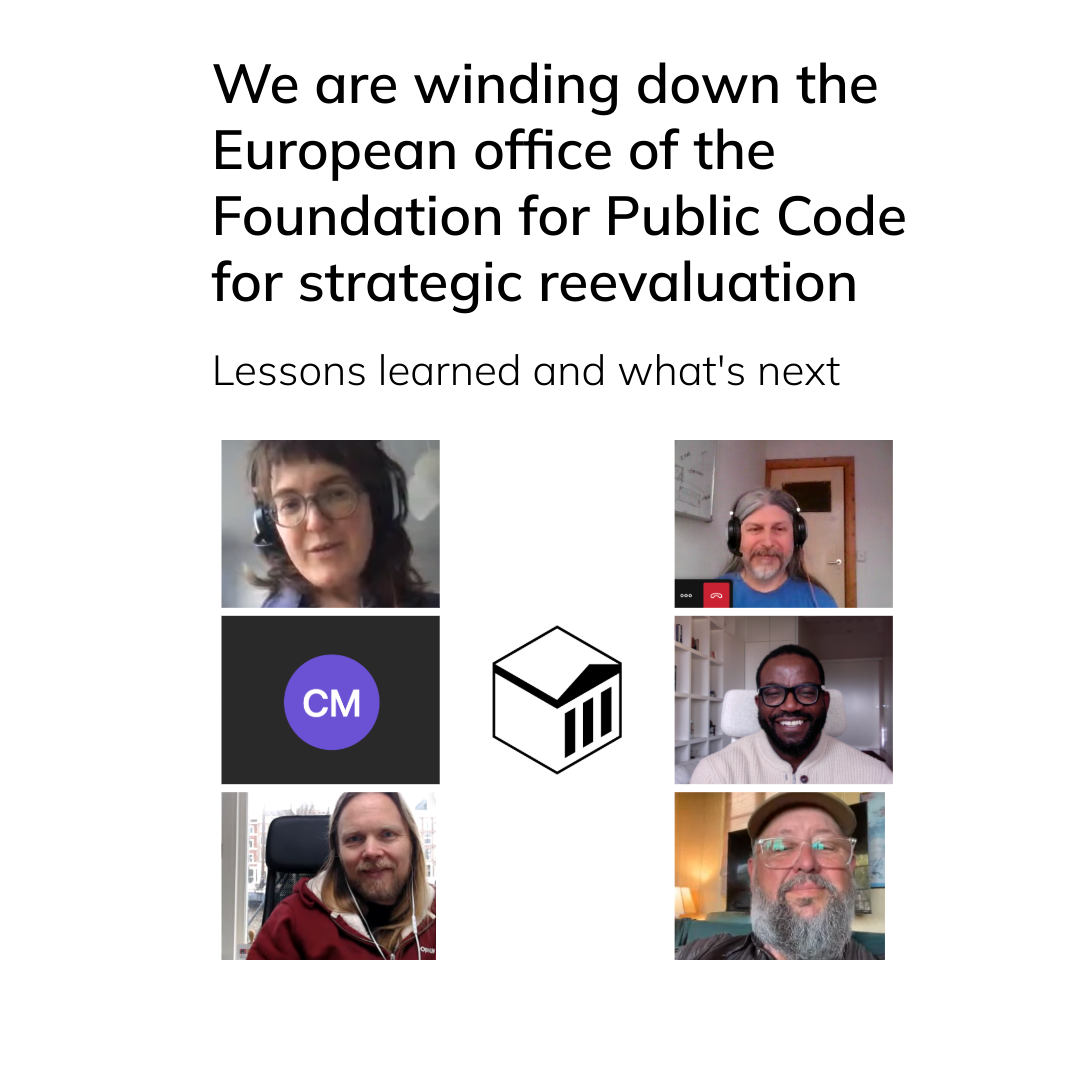 We are winding down the
European office of the
Foundation for Public Code
for strategic reevaluation
Lessons learned and what's next
CM